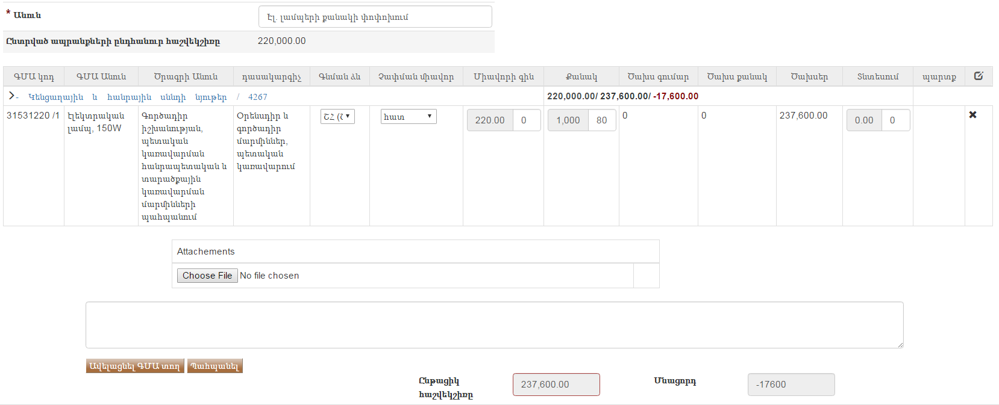 * Անուն
Էլ. լամպերի քանակի փոփոխում
Ընտրված ապրանքների ընդհանուր հաշվեկշիռը 220,000.00
ԳՄԱ կոդ ԳՄԱ Անուն Ծրագրի Անուն դասակարգիչ Գնման ձև Չափման միավոր Միավորի գին Քանակ Ծախս գումար Ծախս քանակ Ծախսեր Տնտեսում պարտք
- Կենցաղային և հանրային սննդի նյութեր / 4267 220,000.00/ 237,600.00/ -17,600.00
31531220 /1
Էլեկտրական
լամպ, 150W
Գործադիր
իշխանության,
պետական
կառավարման
հանրապետական և
տարածքային
կառավարման
մարմինների
պահպանում
Օրենսդիր և
գործադիր
մարմիններ,
պետական
կառավարում
ՇՀ (
հատ
220.00 0
1,000 80
0
0
237,600.00
0.00 0
Attachements
Choose File No file chosen
Ավելացնել ԳՄԱ տող Պահպանել
Ընթացիկ
հաշվեկշիռը
237,600.00
Մնացորդ
-17600